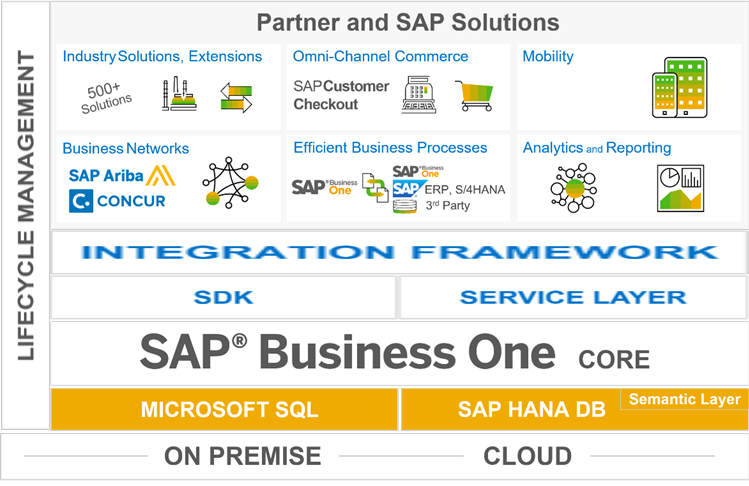 LIFECYCLE MANAGEMENT
Partner and SAP Solutions
Industry Solutions, Extensions
500+
Solutions
Omni-Channel Commerce
SAP Customer
Checkout
Mobility
Business Networks
SAP Ariba
C. CONCUR
Efficient Business Processes
SAP® Business
One
SAP® Business
One
SAP ERP, S/4HANA
3rd Party
Analytics and Reporting
INTEGRATION FRAMEWORK
SDK
SERVICE LAYER
SAP® Business One CORE
MICROSOFT SQL
SAP HANA DB
Semantic Layer
ON PREMISE
CLOUD